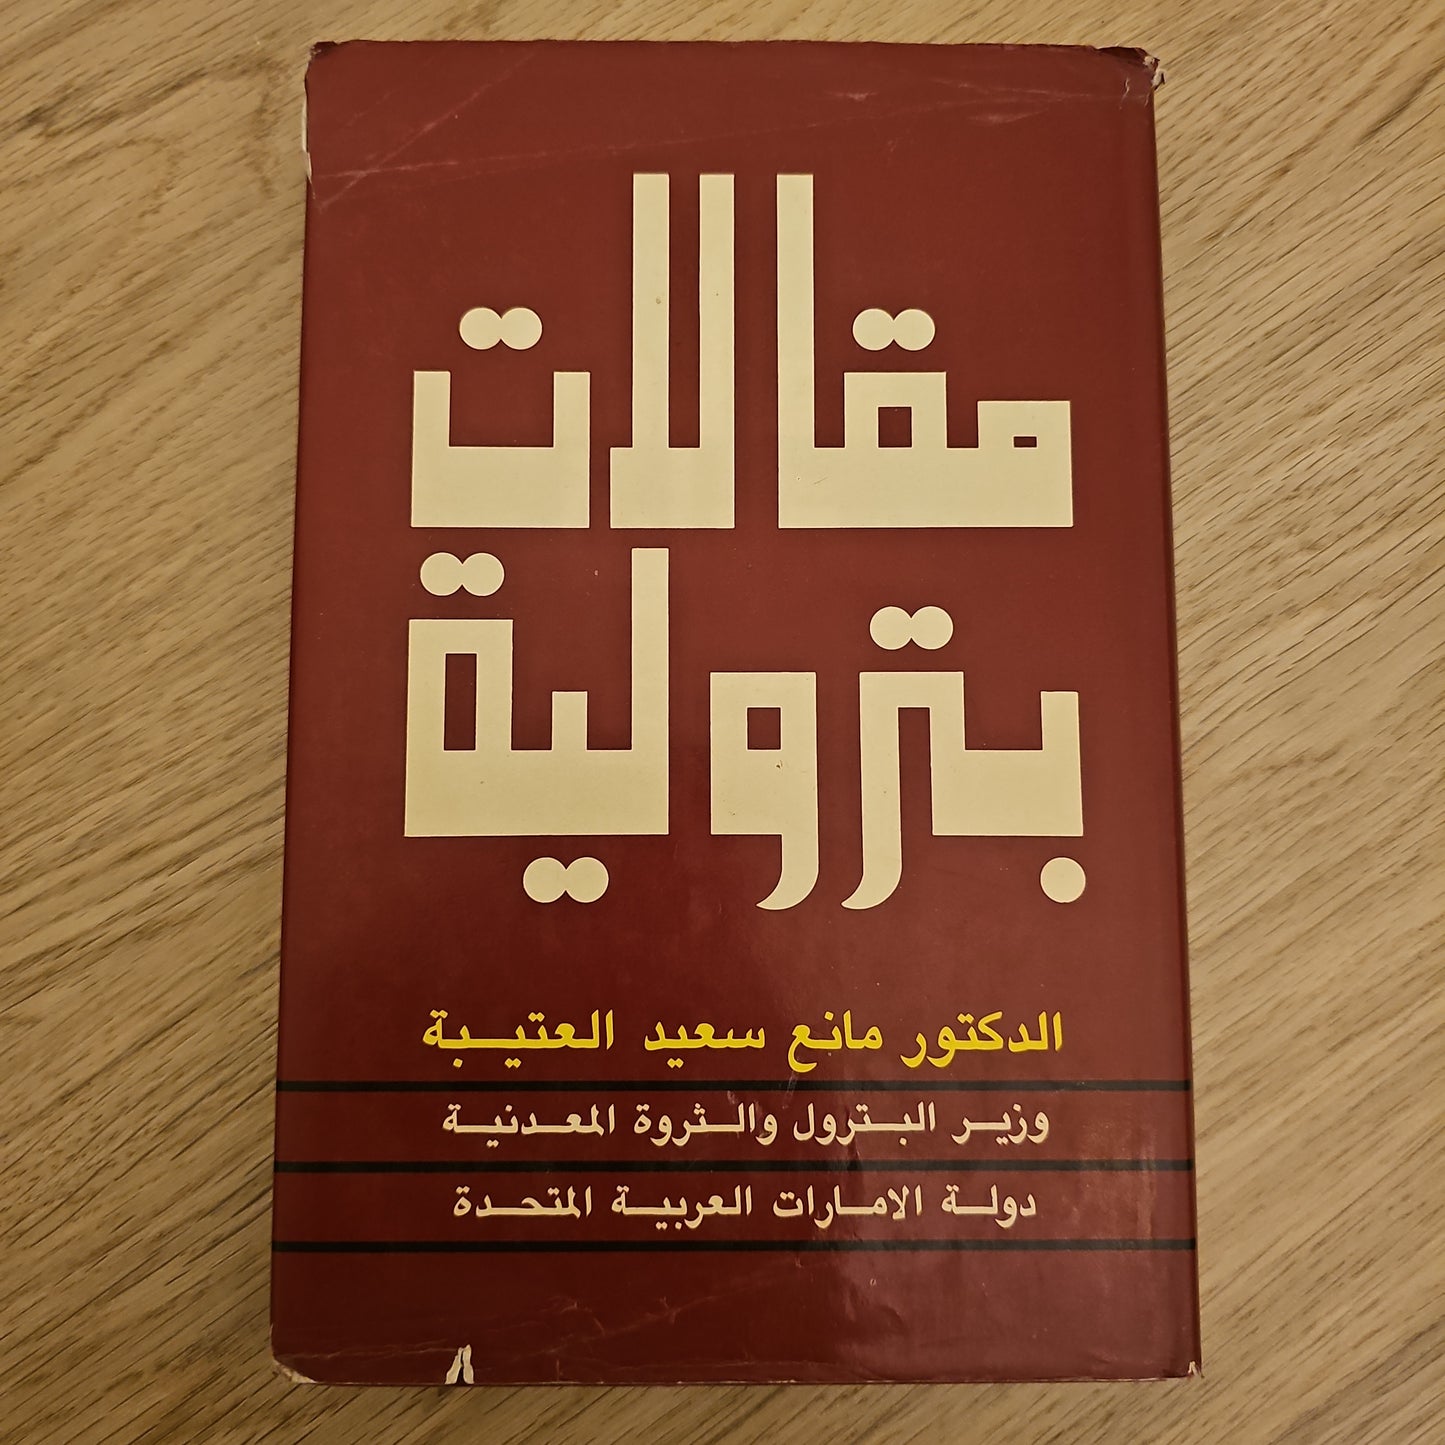 مقالات
بترولية
الدكتور مانع سعيد العتيبة
وزير البترول والثروة المعدنية
دولة الامارات العربية المتحدة